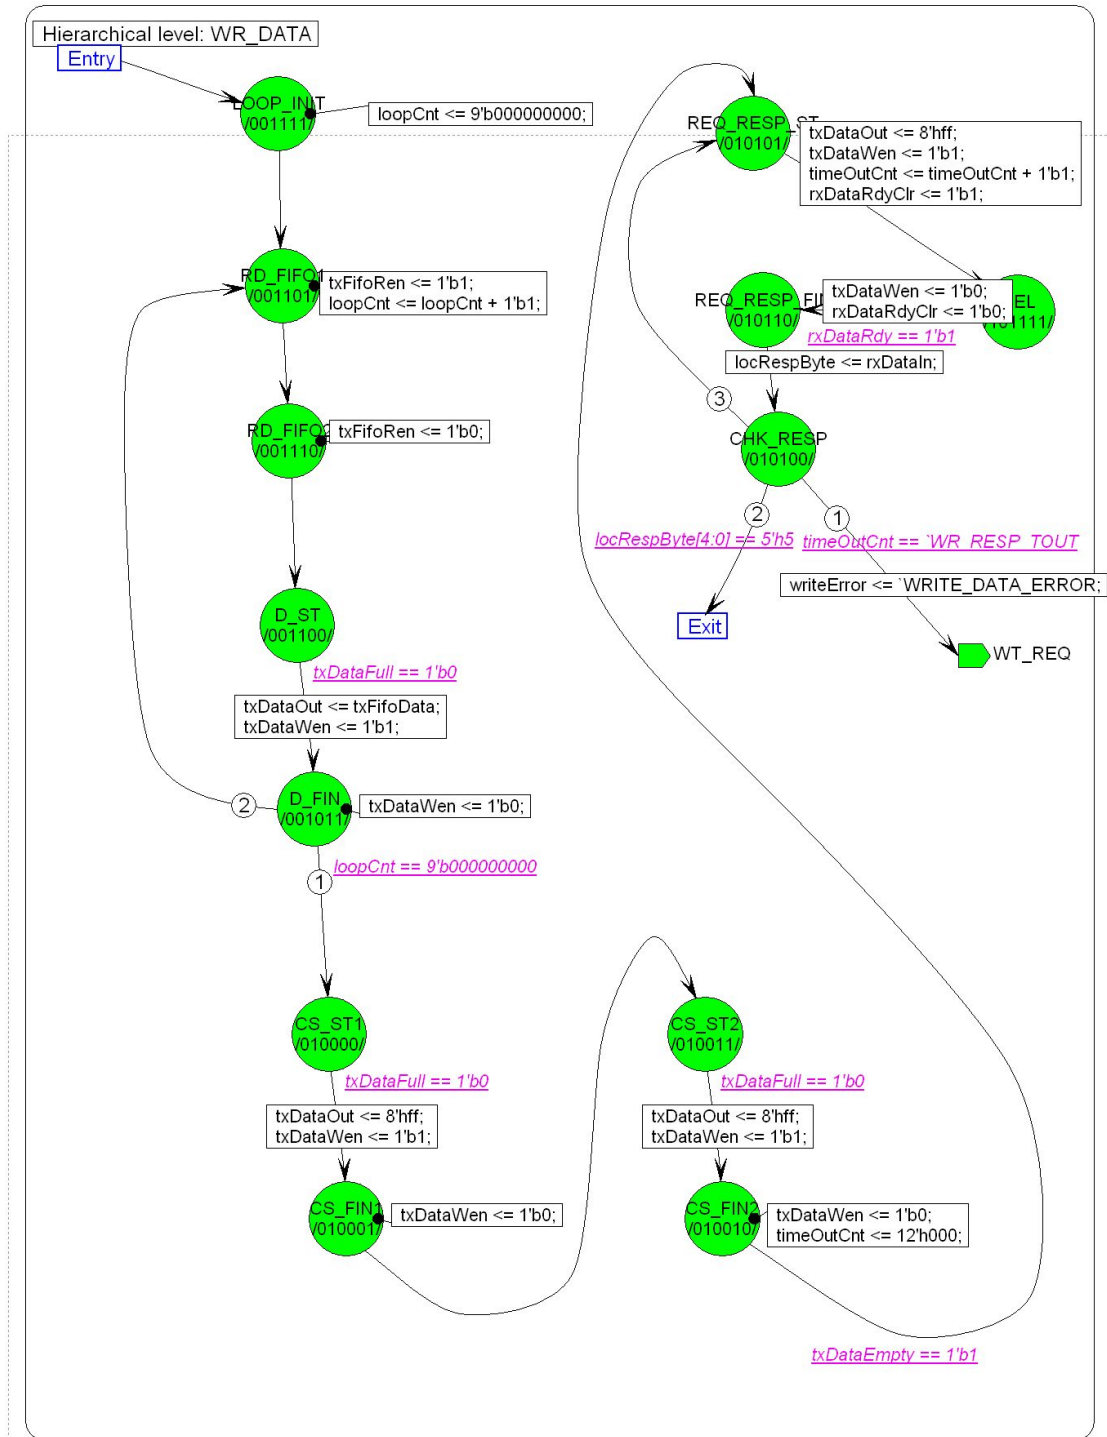 Hierarchical level: WR_DATA
Entry
LOOP_INIT
/001111/
loopCnt <= 9'b000000000;
RD_FIFO1
/001101/
txFifoRen <= 1'b1;
loopCnt <= loopCnt + 1'b1;
RD_FIFO2
/001110/
txFifoRen <= 1'b0;
D_ST
/001100/
txDataFull == 1'b0
txDataOut <= txFifoData;
txDataWen <= 1'b1;
D_FIN
/001011/
txDataWen <= 1'b0;
2
loopCnt == 9'b000000000
1
CS_ST1
/010000/
txDataFull == 1'b0
txDataOut <= 8'hff;
txDataWen <= 1'b1;
CS_FIN1
/010001/
txDataWen <= 1'b0;
CS_ST2
/010011/
txDataFull == 1'b0
txDataOut <= 8'hff;
txDataWen <= 1'b1;
CS_FIN2
/010010/
txDataWen <= 1'b0;
timeOutCnt <= 12'h000;
txDataEmpty == 1'b1
REQ_RESP_ST
/010101/
txDataOut <= 8'hff;
txDataWen <= 1'b1;
timeOutCnt <= timeOutCnt + 1'b1;
rxDataRdyClr <= 1'b1;
EL
111/
REQ_RESP_FI
/010110/
txDataWen <= 1'b0;
rxDataRdyClr <= 1'b0;
rxDataRdy == 1'b1
locRespByte <= rxDataIn;
3
CHK_RESP
/010100/
2
1
locRespByte[4:0] == 5'h5
timeOutCnt == `WR_RESP_TOUT
writeError <= `WRITE_DATA_ERROR;
Exit
WT_REQ